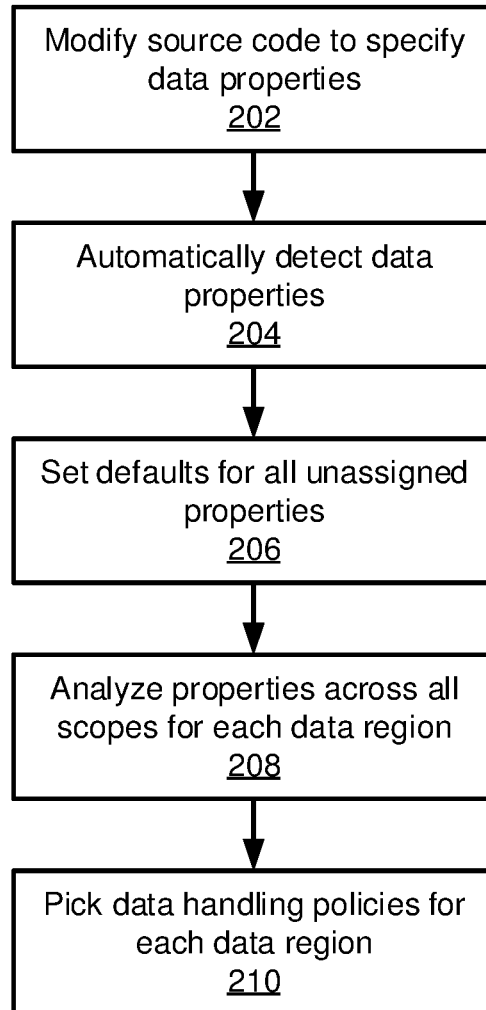 Modify source code to specify
data properties
202
Automatically detect data
properties
204
Set defaults for all unassigned
properties
206
Analyze properties across all
scopes for each data region
208
Pick data handling policies for
each data region
210